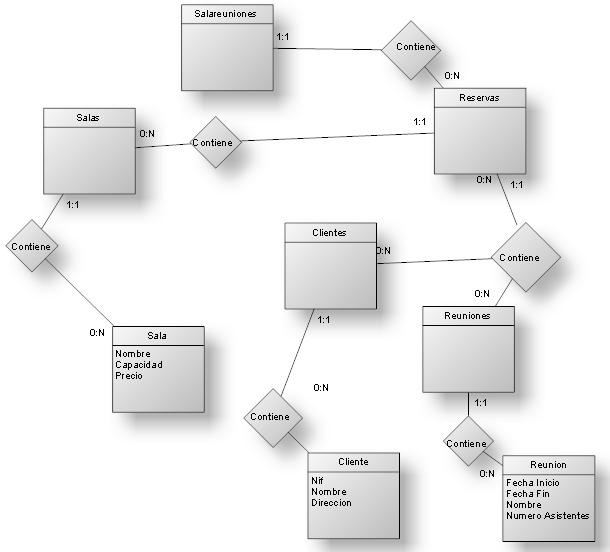 Salareuniones
1:1
Contiene
0:N
Reservas
Salas
0:N
Contiene
1:1
0:N
1:1
1:1
Contiene
Clientes
0:N
Contiene
0:N
Reuniones
1:1
0:N
Sala
Nombre
Capacidad
Precio
0:N
1:1
Contiene
Contiene
0:N
Cliente
Nif
Nombre
Direccion
Reunion
Fecha Inicio
Fecha Fin
Nombre
Numero Asistentes